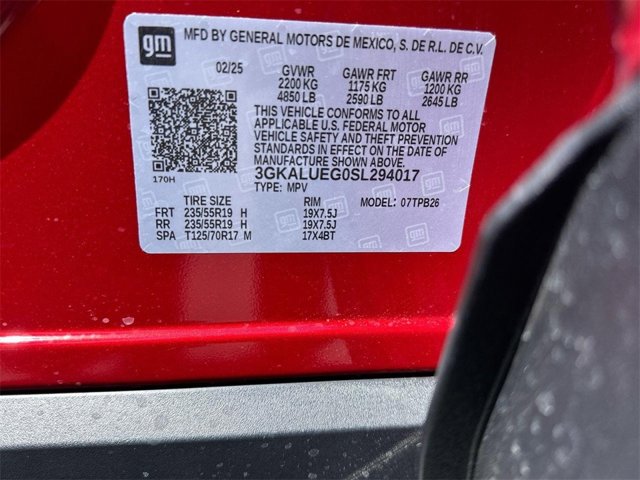 gm MFD BY GENERAL MOTORS DE MEXICO, S. DE R.L. DE C.V.
02/25 GVWR GAWR FRT GAWR RR
2200 KG 1175 KG 1200 KG
4850 LB 2590 LB 2645 LB
THIS VEHICLE CONFORMS TO ALL
APPLICABLE U.S. FEDERAL MOTOR
VEHICLE SAFETY AND THEFT PREVENTION
STANDARDS IN EFFECT ON THE DATE OF
MANUFACTURE SHOWN ABOVE.
170H 3GKALUEG0SL294017
TYPE: MPV MODEL: 07TPB26
TIRE SIZE RIM
FRT 235/55R19 H 19X7.5J
RR 235/55R19 H 19X7.5J
SPA T125/70R17 M 17X4BT